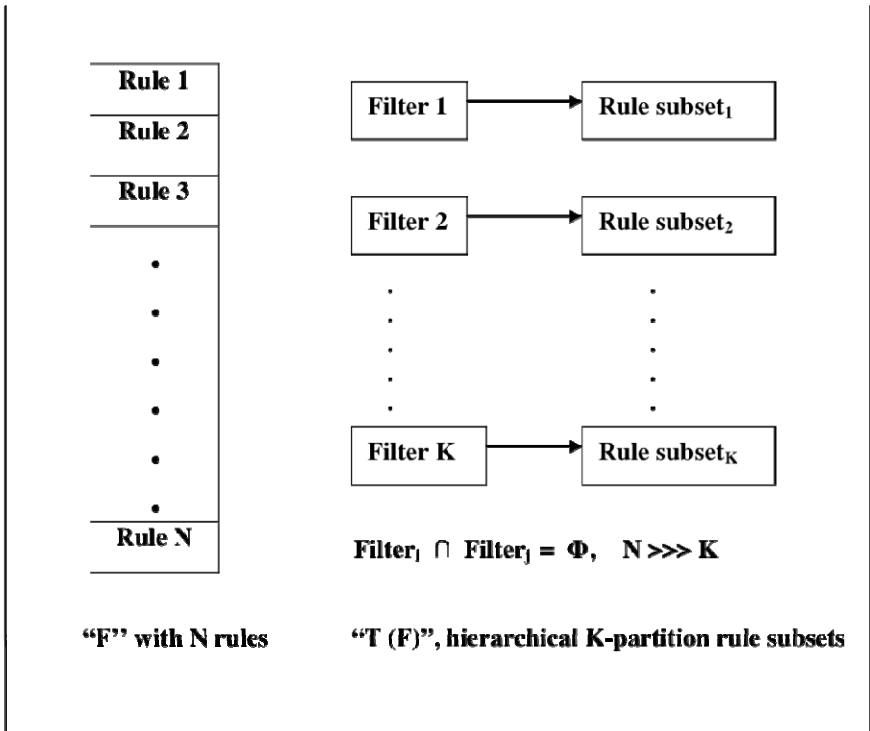 Rule 1
Rule 2
Rule 3
Rule N
“F” with N rules
Filter 1
Rule subset₁
Filter 2
Rule subset₂
Filter K
Rule subsetK
Filterᵢ ∩ Filterⱼ = Φ, N >>> K
“T (F)”, hierarchical K-partition rule subsets